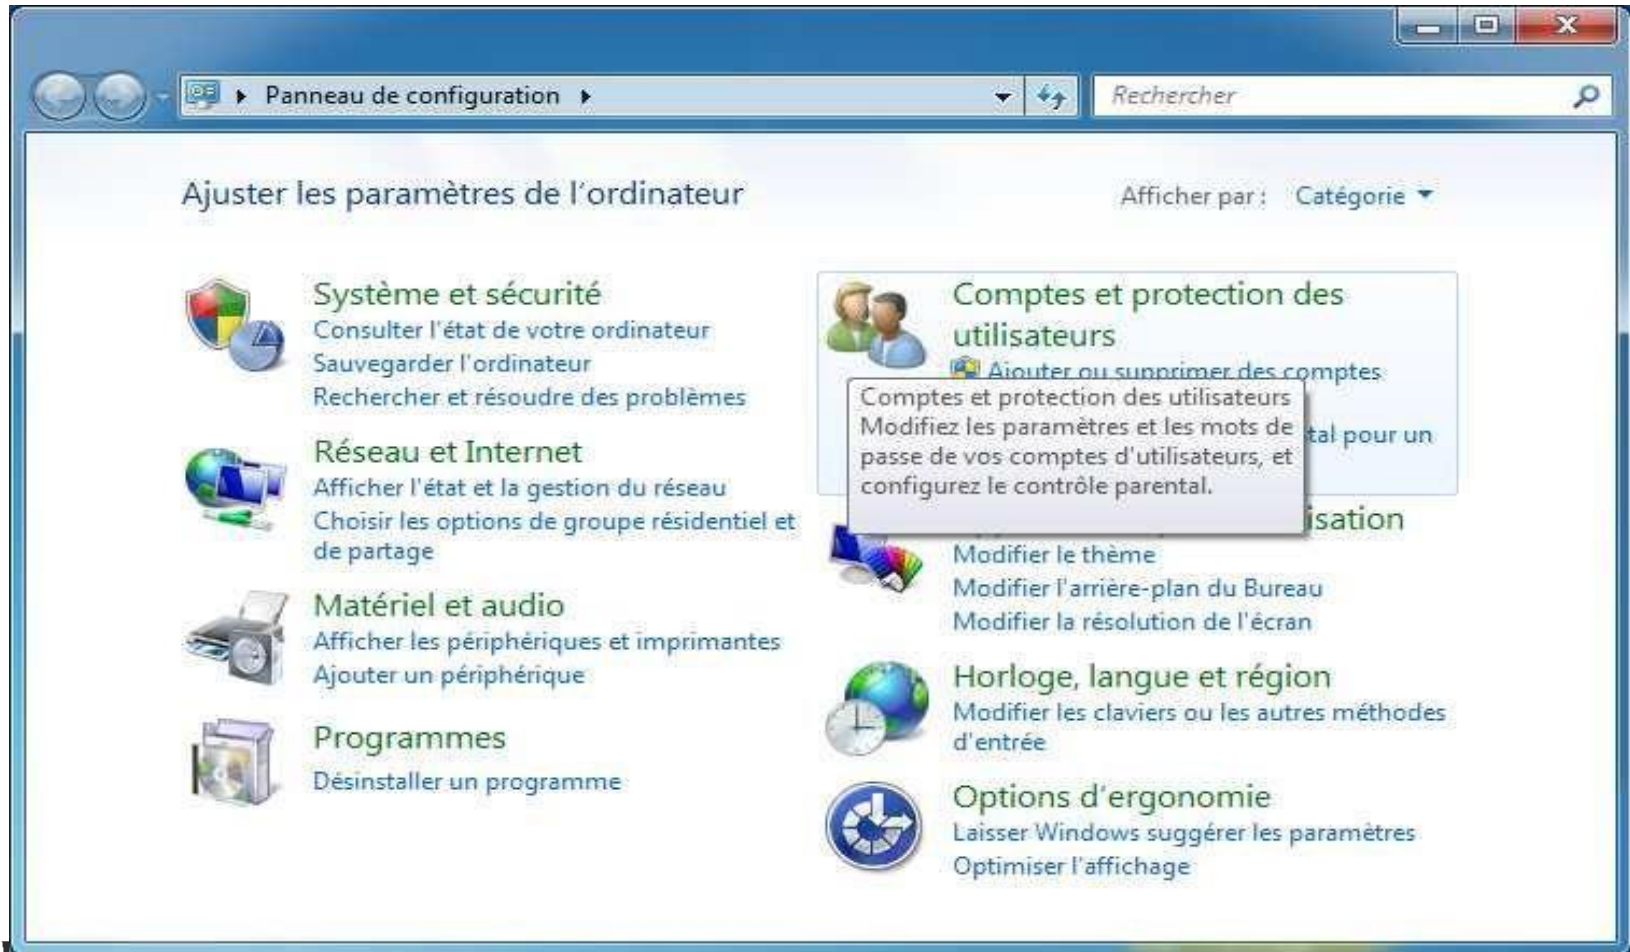 Panneau de configuration
Rechercher
Ajuster les paramètres de l'ordinateur
Afficher par : Catégorie
Système et sécurité
Consulter l'état de votre ordinateur
Sauvegarder l'ordinateur
Rechercher et résoudre des problèmes
Réseau et Internet
Afficher l'état et la gestion du réseau
Choisir les options de groupe résidentiel et
de partage
Matériel et audio
Afficher les périphériques et imprimantes
Ajouter un périphérique
Programmes
Désinstaller un programme
Comptes et protection des
utilisateurs
Ajouter ou supprimer des comptes
pour un
Comptes et protection des utilisateurs
Modifiez les paramètres et les mots de
passe de vos comptes d'utilisateurs, et
configurez le contrôle parental.
Modifier le thème
Modifier l'arrière-plan du Bureau
Modifier la résolution de l'écran
Horloge, langue et région
Modifier les claviers ou les autres méthodes
d'entrée
Options d'ergonomie
Laisser Windows suggérer les paramètres
Optimiser l'affichage